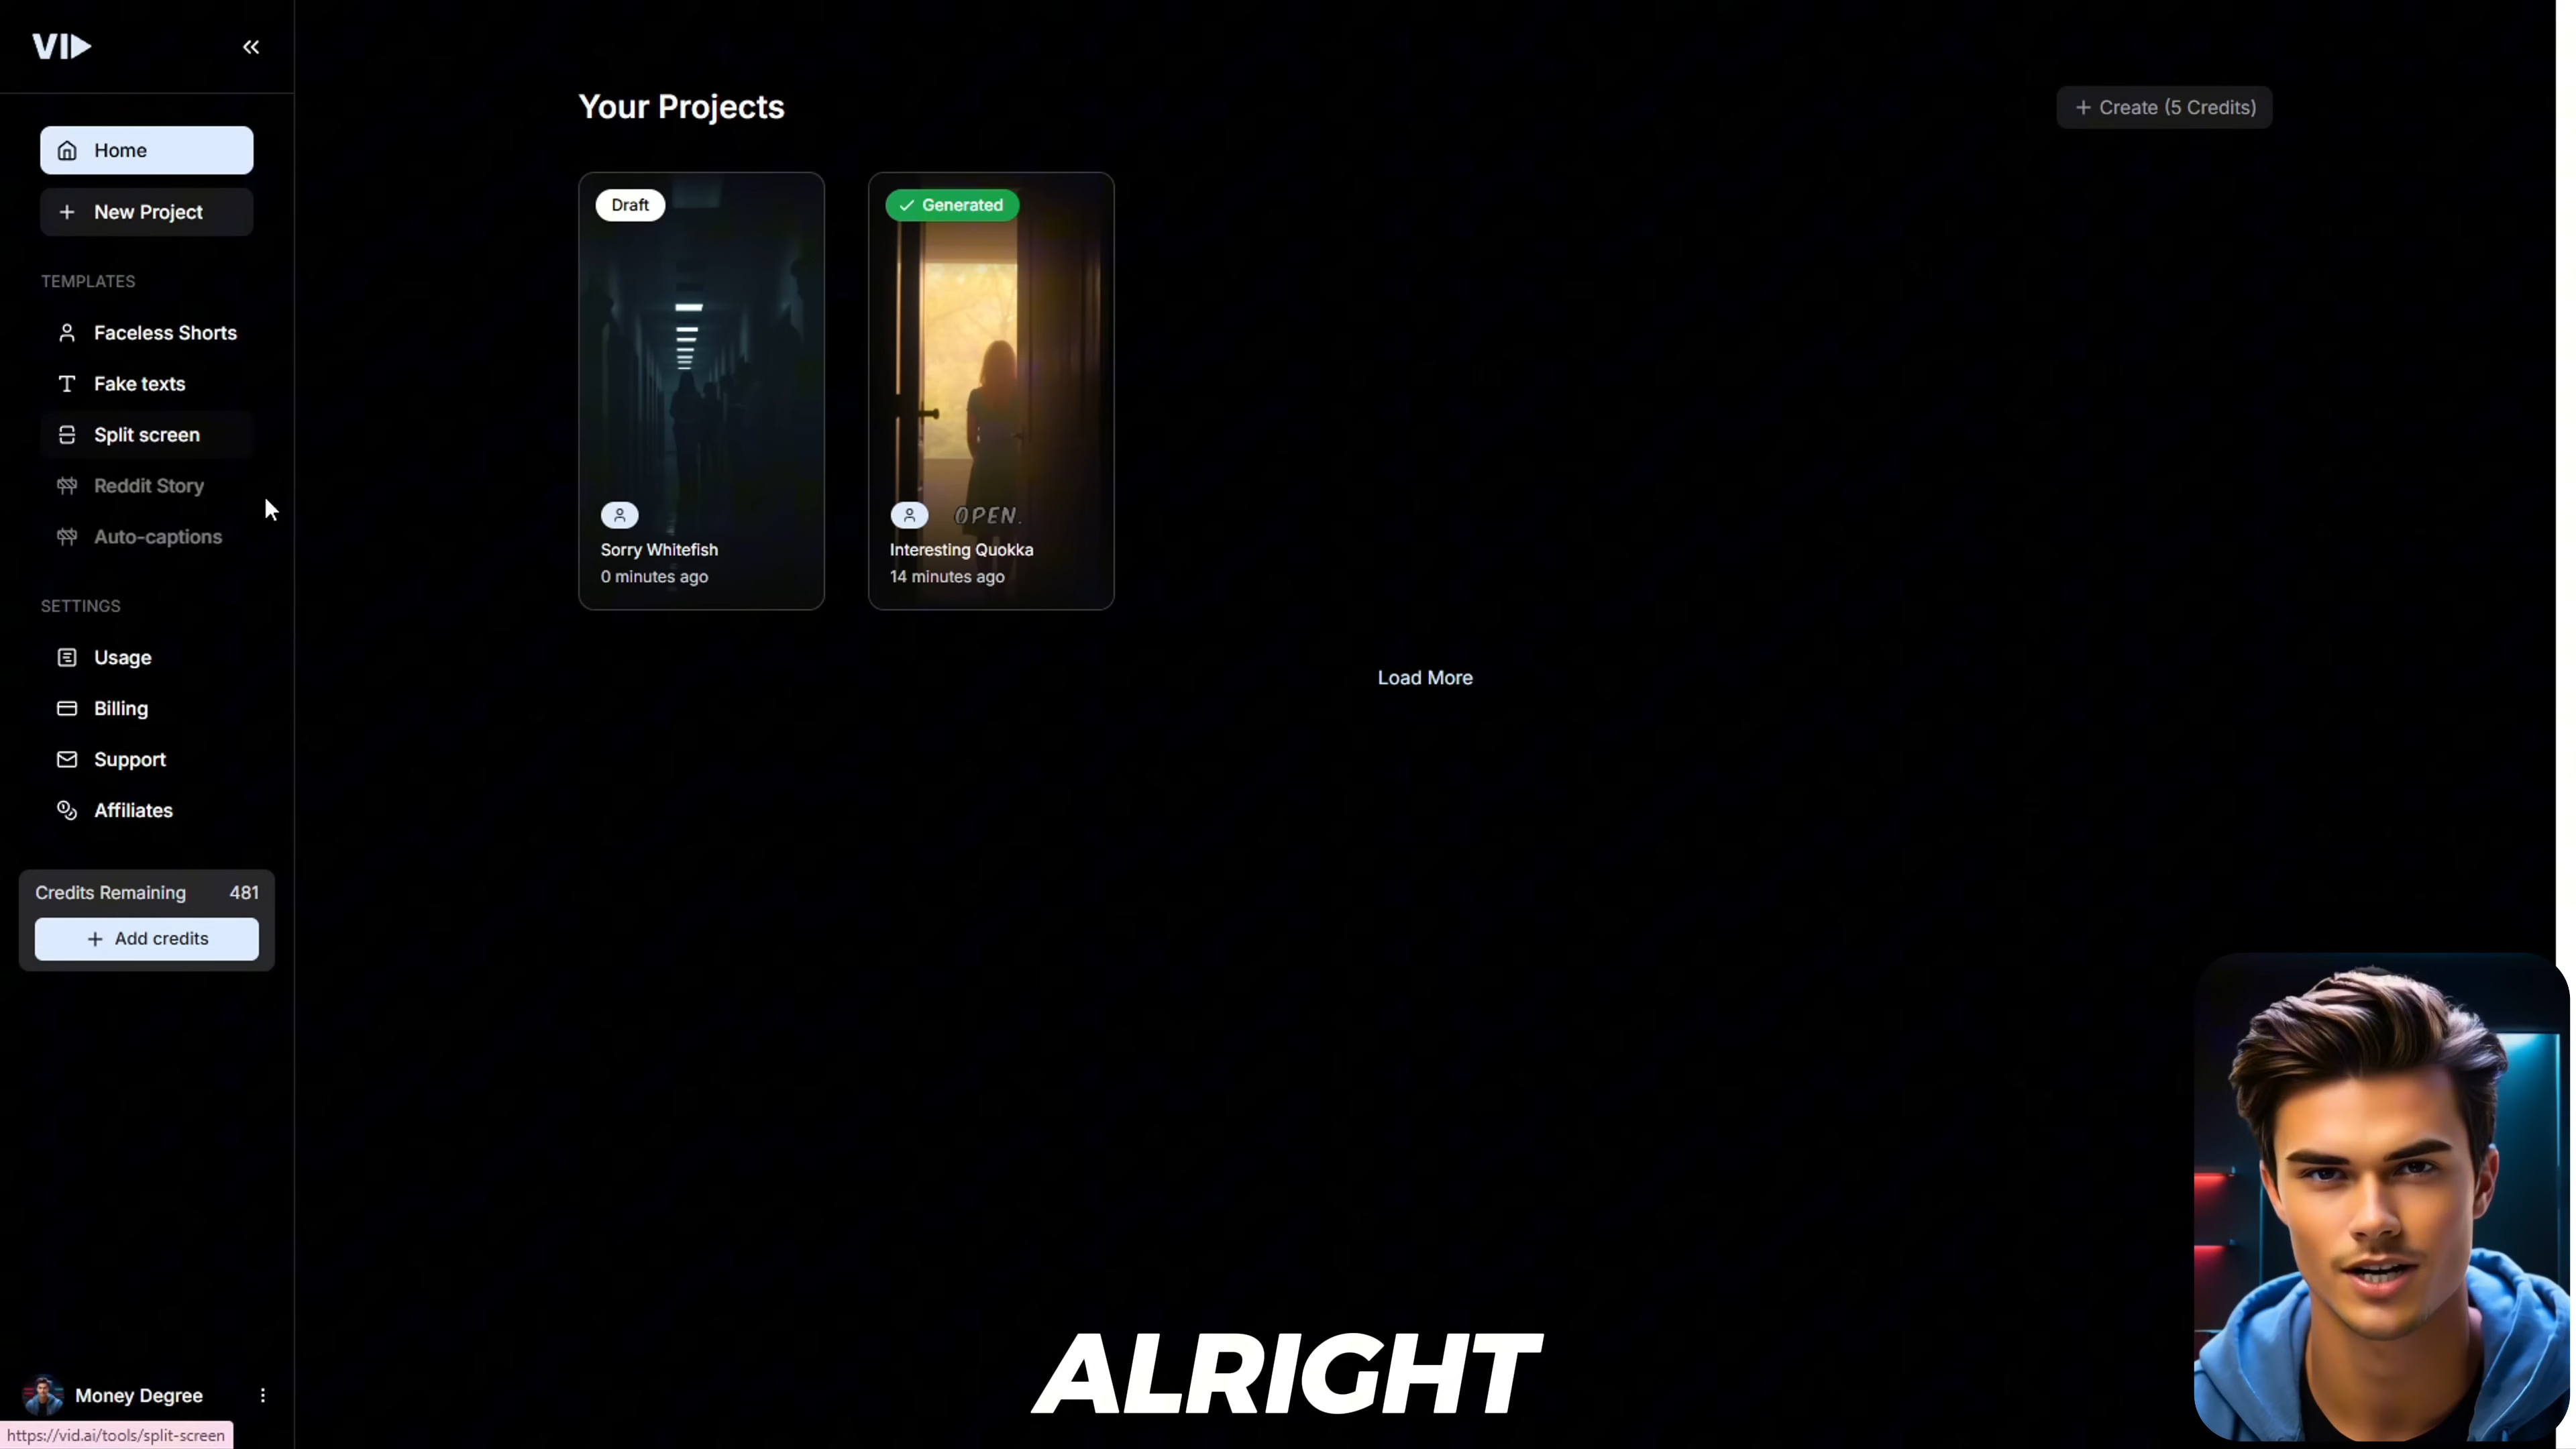 VID
Home
New Project
TEMPLATES
Faceless Shorts
Fake texts
Split screen
Reddit Story
Auto-captions
SETTINGS
Usage
Billing
Support
Affiliates
Credits Remaining 481
+ Add credits
Money Degree
https://vid.ai/tools/split-screen
Your Projects
+ Create (5 Credits)
Draft
Sorry Whitefish
0 minutes ago
Generated
OPEN.
Interesting Quokka
14 minutes ago
Load More
ALRIGHT